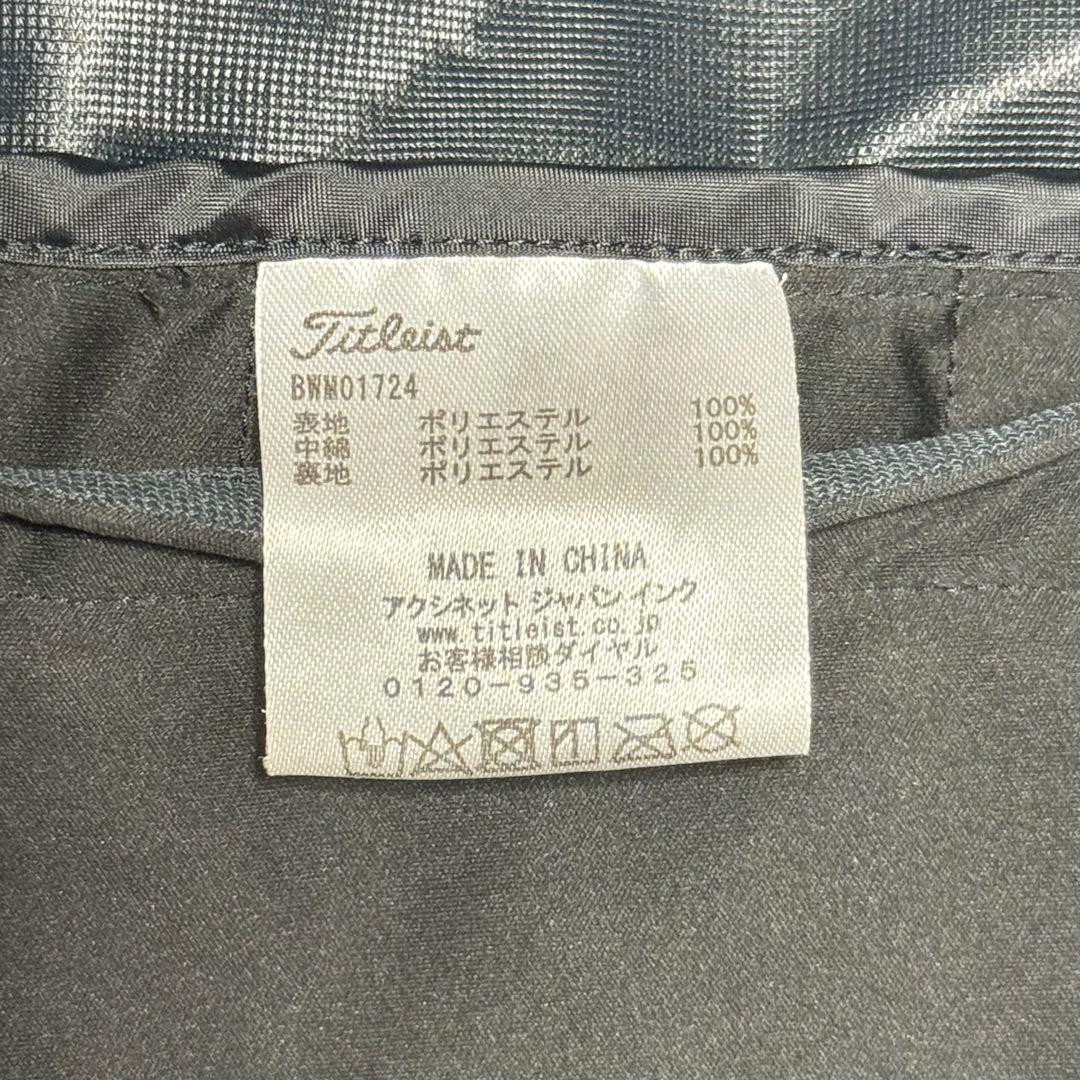 Titleist
BWM01724
表地 ポリエステル 100%
中綿 ポリエステル 100%
裏地 ポリエステル 100%
MADE IN CHINA
アクシネット ジャパン インク
www.titleist.co.jp
お客様相談ダイヤル
0120-935-325